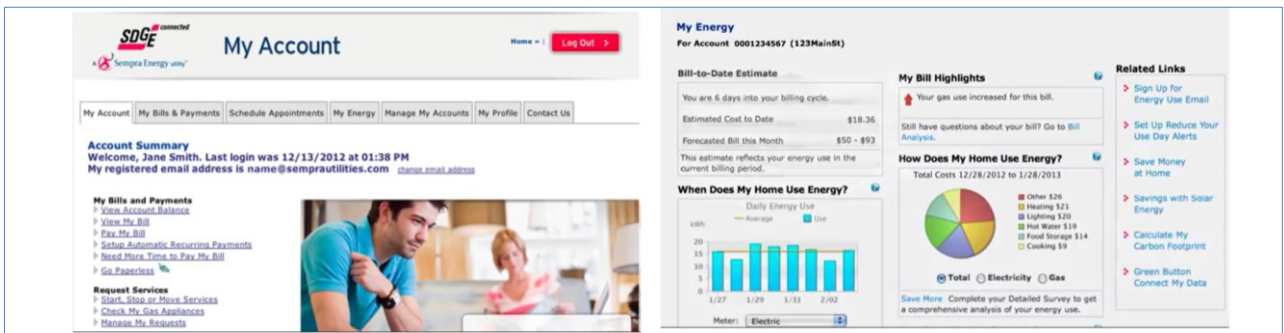 SDGE connected
A Sempra Energy utility
My Account
Home
Log Out >
My Account My Bills & Payments Schedule Appointments My Energy Manage My Accounts My Profile Contact Us
Account Summary
Welcome, Jane Smith. Last login was 12/13/2012 at 01:38 PM
My registered email address is name@semprautilities.com change email address
My Bills and Payments
View Account Balance
View My Bill
Pay My Bill
Setup Automatic Recurring Payments
Need More Time to Pay My Bill
Go Paperless
Request Services
Start, Stop or Move Services
Check My Gas Appliances
Manage My Requests
My Energy
For Account 0001234567 (123MainSt)
Bill-to-Date Estimate
You are 6 days into your billing cycle.
Estimated Cost to Date $18.36
Forecasted Bill this Month $50 - $93
This estimate reflects your energy use in the
current billing period.
When Does My Home Use Energy?
Daily Energy Use
Average Use
kWh
20
15
10
5
0
1/27 1/29 1/31 2/02
Meter: Electric
My Bill Highlights
Your gas use increased for this bill.
Still have questions about your bill? Go to Bill
Analysis.
How Does My Home Use Energy?
Total Costs 12/28/2012 to 1/28/2013
Other $26
Heating $21
Lighting $20
Hot Water $19
Food Storage $14
Cooking $9
Total Electricity Gas
Save More Complete your Detailed Survey to get
a comprehensive analysis of your energy use.
Related Links
Sign Up for
Energy Use Email
Set Up Reduce Your
Use Day Alerts
Save Money
at Home
Savings with Solar
Energy
Calculate My
Carbon Footprint
Green Button
Connect My Data